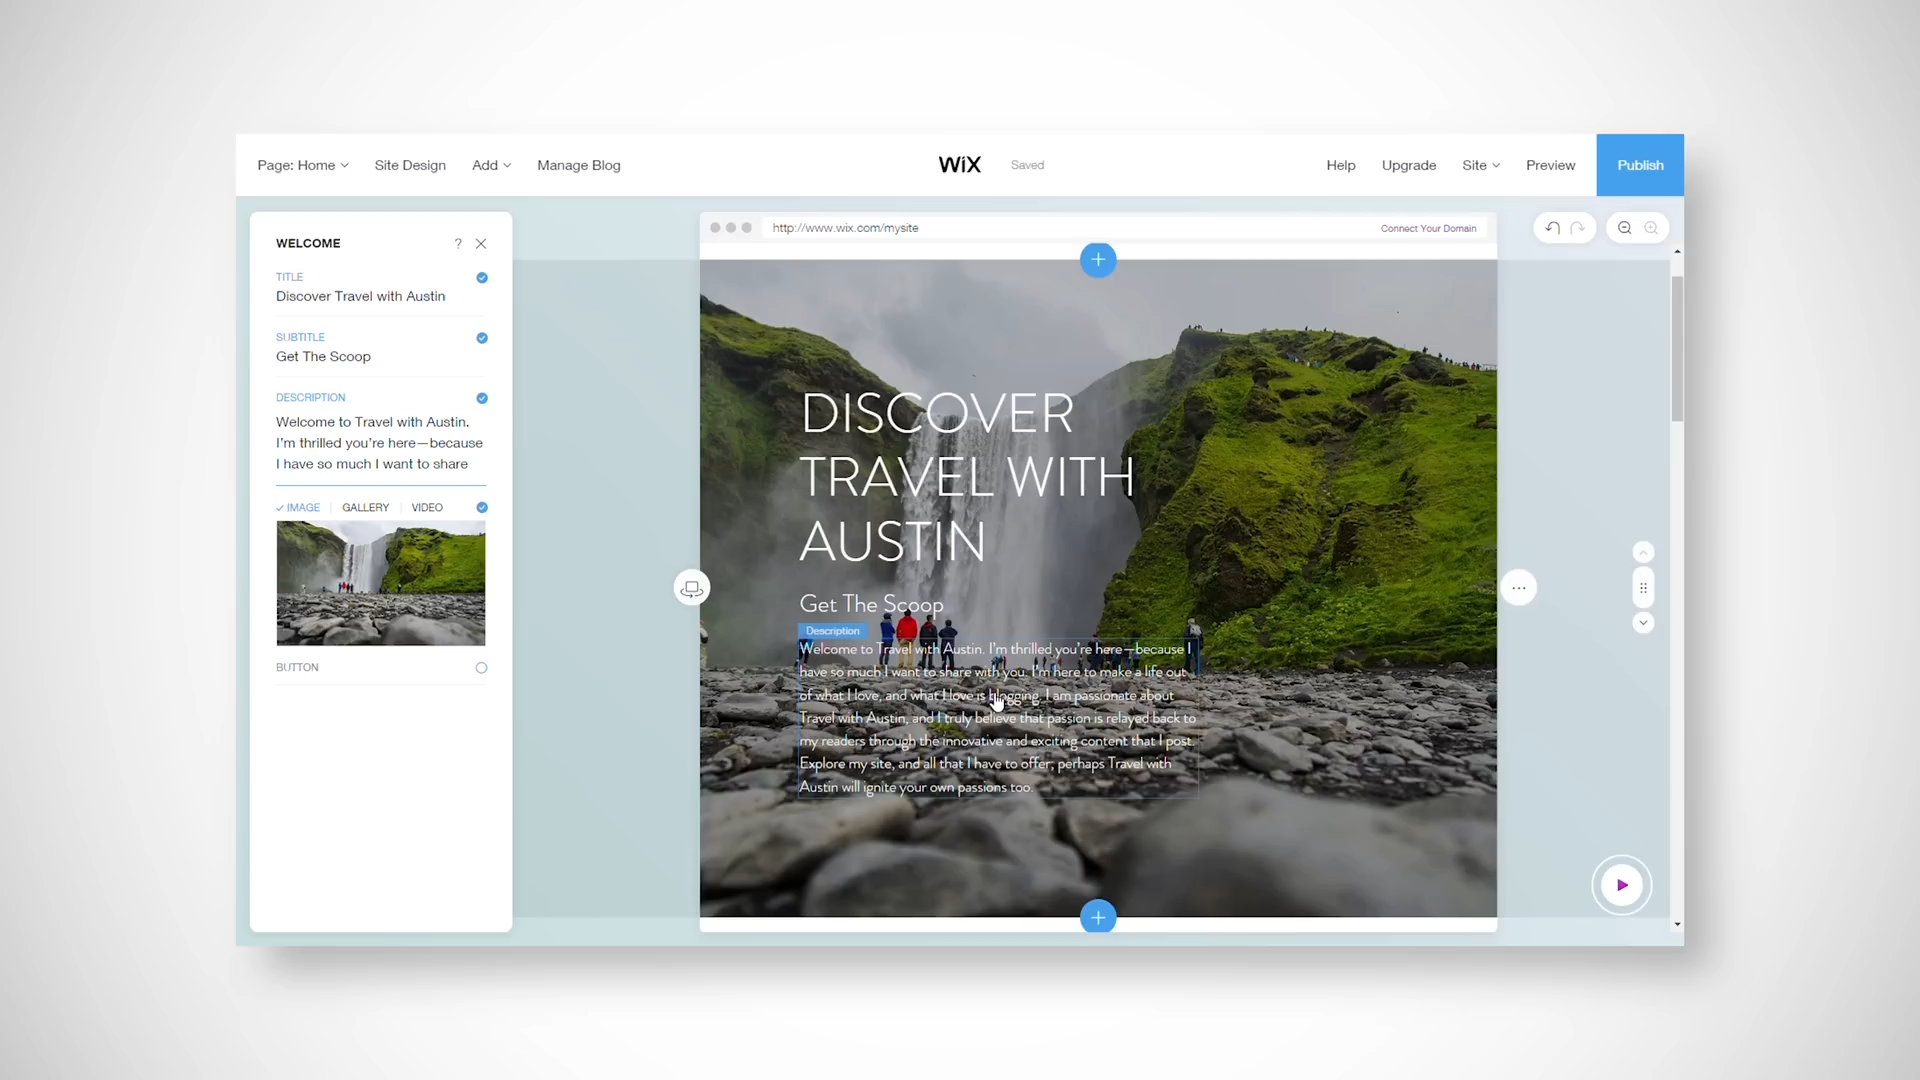 Page: Home
Site Design
Add
Manage Blog
WiX
Saved
Help
Upgrade
Site
Preview
Publish
WELCOME
?
TITLE
Discover Travel with Austin
SUBTITLE
Get The Scoop
DESCRIPTION
Welcome to Travel with Austin.
I'm thrilled you're here—because
I have so much I want to share
IMAGE
GALLERY
VIDEO
BUTTON
http://www.wix.com/mysite
Connect Your Domain
DISCOVER
TRAVEL WITH
AUSTIN
Get The Scoop
Description
Welcome to Travel with Austin. I'm thrilled you're here—because I
have so much I want to share with you. I'm here to make a life out
of what I love, and what I love is blogging. I am passionate about
Travel with Austin, and I truly believe that passion is relayed back to
my readers through the innovative and exciting content that I post.
Explore my site, and all that I have to offer; perhaps Travel with
Austin will ignite your own passions too.